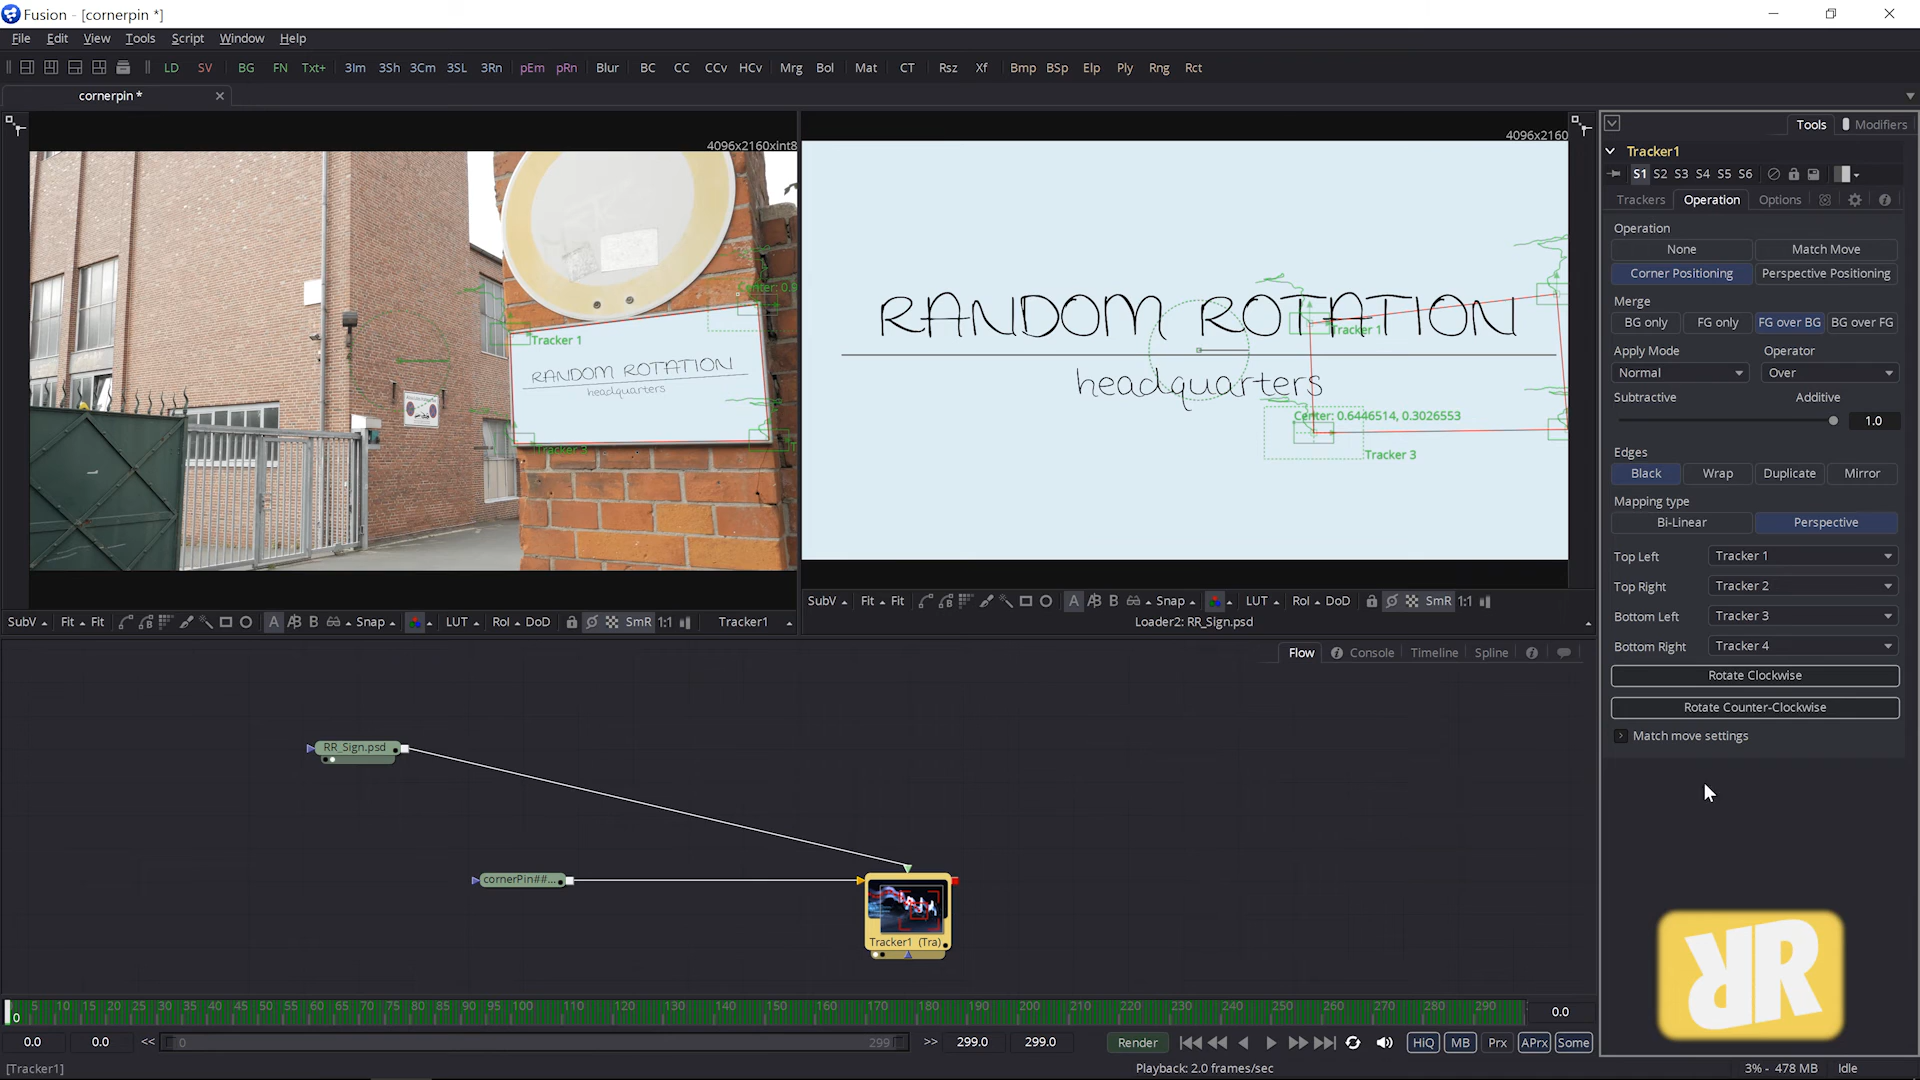 Fusion - [cornerpin *]
File Edit View Tools Script Window Help
LD SV BG FN Txt+ 3Im 3Sh 3Cm 3SL 3Rn pEm pRn Blur BC CC CCv HCv Mrg Bol Mat CT Rsz Xf Bmp BSp Elp Ply Rng Rct
cornerpin *
4096x2160xint8
4096x2160
Center: 0.9
Tracker 1
RANDOM ROTATION
headquarters
Tracker 3
T
RANDOM ROTATION
Tracker 1
headquarters
Center: 0.6446514, 0.3026553
Tracker 3
SubV Fit Fit A A/B B Snap LUT RoI DoD SmR 1:1 Tracker1
SubV Fit Fit A A/B B Snap LUT RoI DoD SmR 1:1
Loader2: RR_Sign.psd
Flow Console Timeline Spline
RR_Sign.psd
cornerPin##...
Tracker1 (Tra)
Tools Modifiers
Tracker1
S1 S2 S3 S4 S5 S6
Trackers Operation Options
Operation
None Match Move
Corner Positioning Perspective Positioning
Merge
BG only FG only FG over BG BG over FG
Apply Mode Operator
Normal Over
Subtractive Additive
1.0
Edges
Black Wrap Duplicate Mirror
Mapping type
Bi-Linear Perspective
Top Left Tracker 1
Top Right Tracker 2
Bottom Left Tracker 3
Bottom Right Tracker 4
Rotate Clockwise
Rotate Counter-Clockwise
Match move settings
RR
0 5 10 15 20 25 30 35 40 45 50 55 60 65 70 75 80 85 90 95 100 110 120 130 140 150 160 170 180 190 200 210 220 230 240 250 260 270 280 290 0.0
0.0 0.0 << 0 299 >> 299.0 299.0 Render HiQ MB Prx APrx Some
[Tracker1] Playback: 2.0 frames/sec 3% - 478 MB Idle